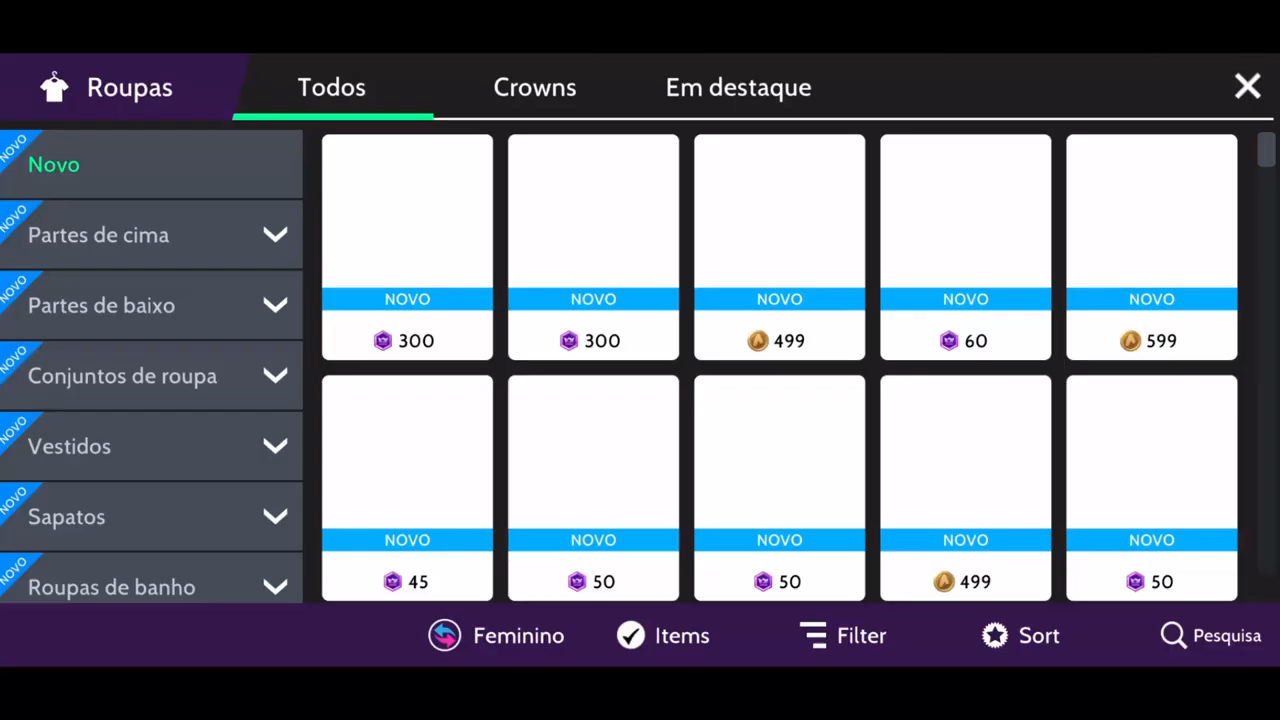 Roupas
Todos
Crowns
Em destaque
NOVO
Novo
NOVO
Partes de cima
NOVO
Partes de baixo
NOVO
Conjuntos de roupa
NOVO
Vestidos
NOVO
Sapatos
NOVO
Roupas de banho
NOVO
NOVO
NOVO
NOVO
NOVO
300
300
499
60
599
NOVO
NOVO
NOVO
NOVO
NOVO
45
50
50
499
50
Feminino
Items
Filter
Sort
Pesquisa